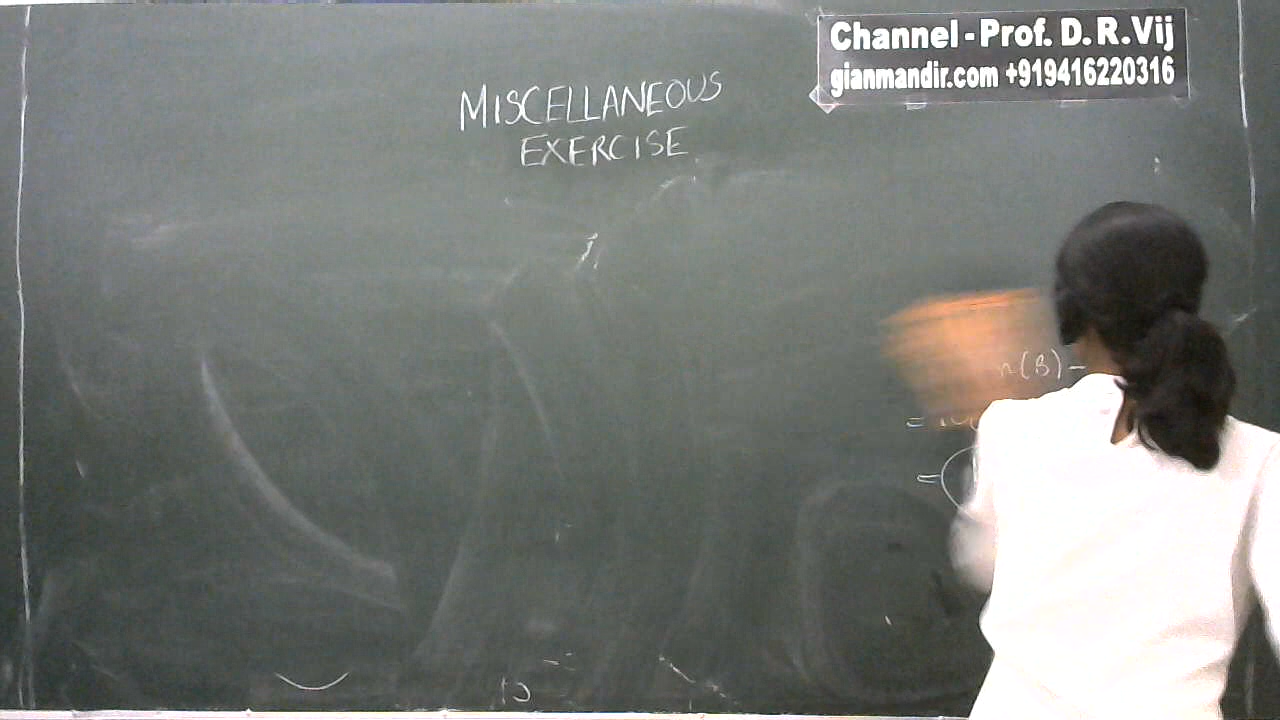 Channel - Prof. D. R. Vij
gianmandir.com +919416220316
MISCELLANEOUS
EXERCISE
n(B) -
=
=